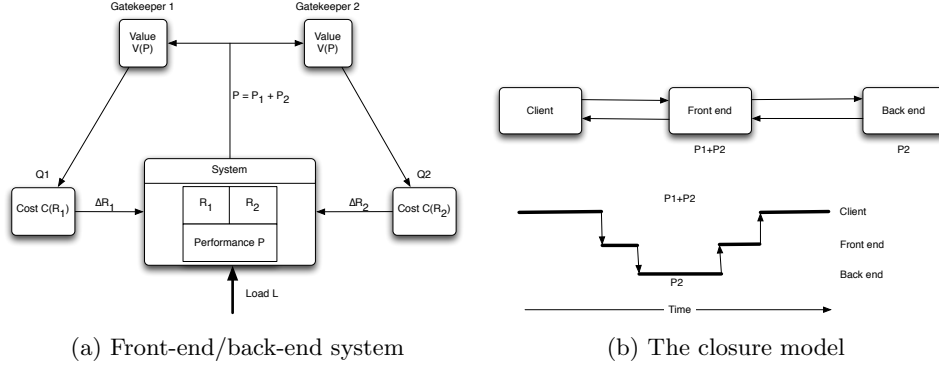 Gatekeeper 1
Gatekeeper 2
Value
V(P)
Value
V(P)
P = P₁ + P₂
Q1
System
Q2
Cost C(R₁)
ΔR₁
R₁
R₂
ΔR₂
Cost C(R₂)
Performance P
Load L
(a) Front-end/back-end system
Client
Front end
Back end
P1+P2
P2
P1+P2
Client
Front end
Back end
P2
Time
(b) The closure model